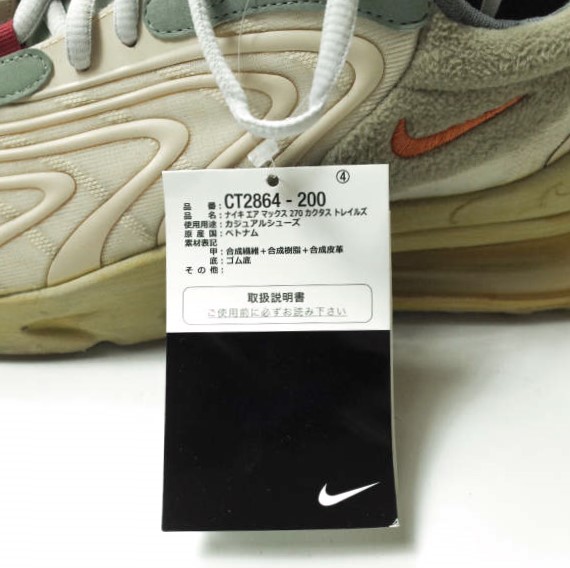 ④
品番：CT2864 - 200
品名：ナイキ エア マックス 270 カクタス トレイルズ
使用用途：カジュアルシューズ
原産国：ベトナム
素材表記
甲：合成繊維＋合成樹脂＋合成皮革
底：ゴム底
その他：
取扱説明書
ご使用前に必ずお読み下さい